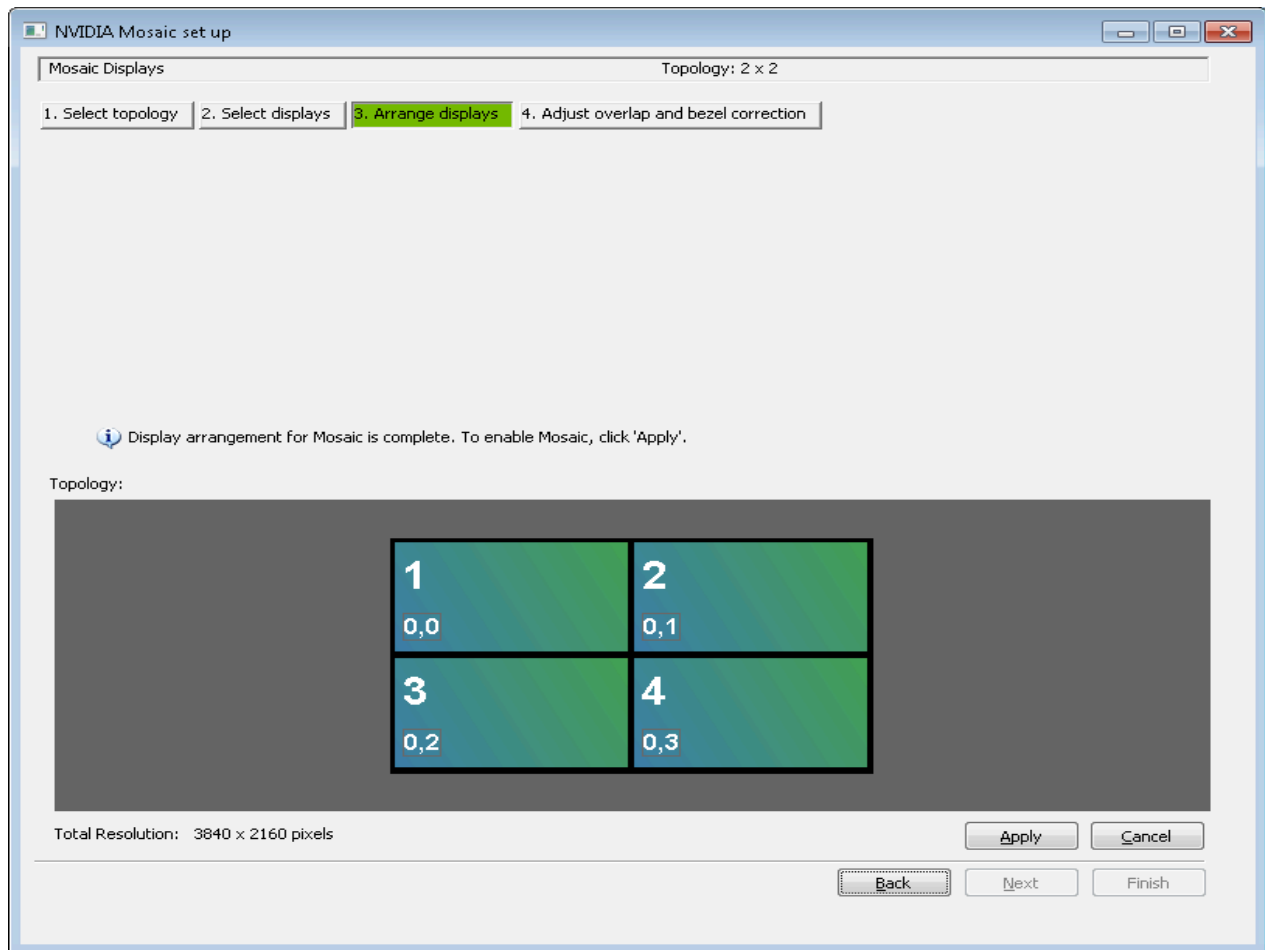 NVIDIA Mosaic set up
Mosaic Displays Topology: 2 x 2
1. Select topology 2. Select displays 3. Arrange displays 4. Adjust overlap and bezel correction
Display arrangement for Mosaic is complete. To enable Mosaic, click 'Apply'.
Topology:
1 2
0,0 0,1
3 4
0,2 0,3
Total Resolution: 3840 x 2160 pixels Apply Cancel
Back Next Finish